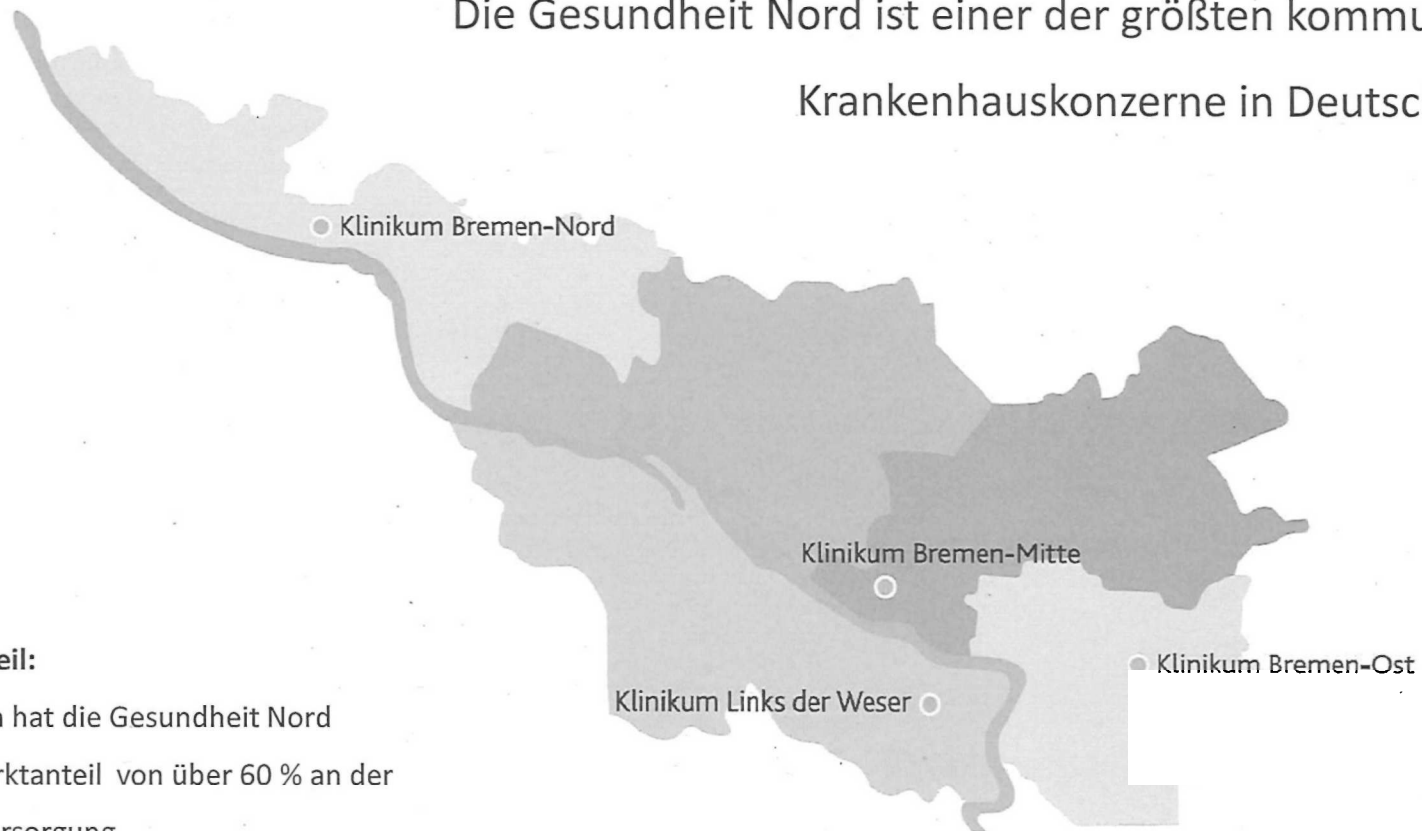 Die Gesundheit Nord ist einer der größten kommu
Krankenhauskonzerne in Deutsc
Klinikum Bremen-Nord
Klinikum Bremen-Mitte
Klinikum Bremen-Ost
Klinikum Links der Weser
eil:
hat die Gesundheit Nord
rktanteil von über 60 % an der
rsorgung